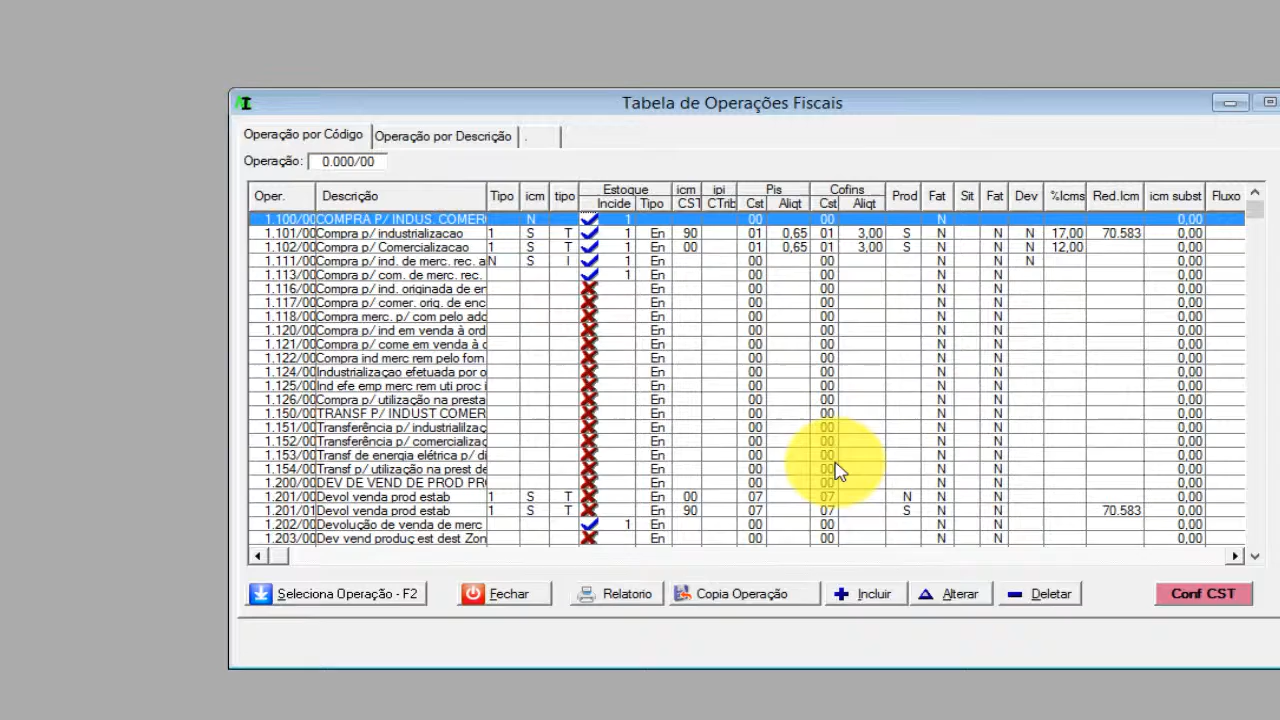 Tabela de Operações Fiscais
Operação por Código Operação por Descrição .
Operação: 0.000/00
Estoque icm ipi Pis Cofins
Oper. Descrição Tipo icm tipo Incide Tipo CST CTrib Cst Aliqt Cst Aliqt Prod Fat Sit Fat Dev %Icms Red.Icm icm subst Fluxo
1.100/00 COMPRA P/ INDUS. COMER N 1 00 00 N 0,00
1.101/00 Compra p/ industrializacao 1 S T 1 En 90 01 0,65 01 3,00 S N N N 17,00 70.583 0,00
1.102/00 Compra p/ Comercializacao 1 S T 1 En 00 01 0,65 01 3,00 S N N N 12,00 0,00
1.111/00 Compra p/ ind. de merc. rec. a N S I 1 En 00 00 N N N 0,00
1.113/00 Compra p/ com. de merc. rec. 1 En 00 00 N N 0,00
1.116/00 Compra p/ ind. originada de en En 00 00 N N 0,00
1.117/00 Compra p/ comer. orig. de enc En 00 00 N N 0,00
1.118/00 Compra merc. p/ com pelo ado En 00 00 N N 0,00
1.120/00 Compra p/ ind em venda à ord En 00 00 N N 0,00
1.121/00 Compra p/ come em venda à o En 00 00 N N 0,00
1.122/00 Compra ind merc rem pelo forn En 00 00 N N 0,00
1.124/00 Industrializaçao efetuada por o En 00 00 N N 0,00
1.125/00 Ind efe emp merc rem uti proc i En 00 00 N N 0,00
1.126/00 Compra p/ utilização na presta En 00 00 N N 0,00
1.150/00 TRANSF P/ INDUST COMER En 00 00 N N 0,00
1.151/00 Transferência p/ industrialilzaç En 00 00 N N 0,00
1.152/00 Transferência p/ comercializaç En 00 00 N N 0,00
1.153/00 Transf de energia elétrica p/ di En 00 00 N N 0,00
1.154/00 Transf p/ utilização na prest de En 00 00 N N 0,00
1.200/00 DEV DE VEND DE PROD PR En 00 00 N N 0,00
1.201/00 Devol venda prod estab 1 S T En 00 07 07 N N N 0,00
1.201/01 Devol venda prod estab 1 S T En 90 07 07 S N N 70.583 0,00
1.202/00 Devolução de venda de merc 1 En 00 00 N N 0,00
1.203/00 Dev vend produç est dest Zon En 00 00 N N 0,00
Seleciona Operação - F2 Fechar Relatorio Copia Operação Incluir Alterar Deletar Conf CST